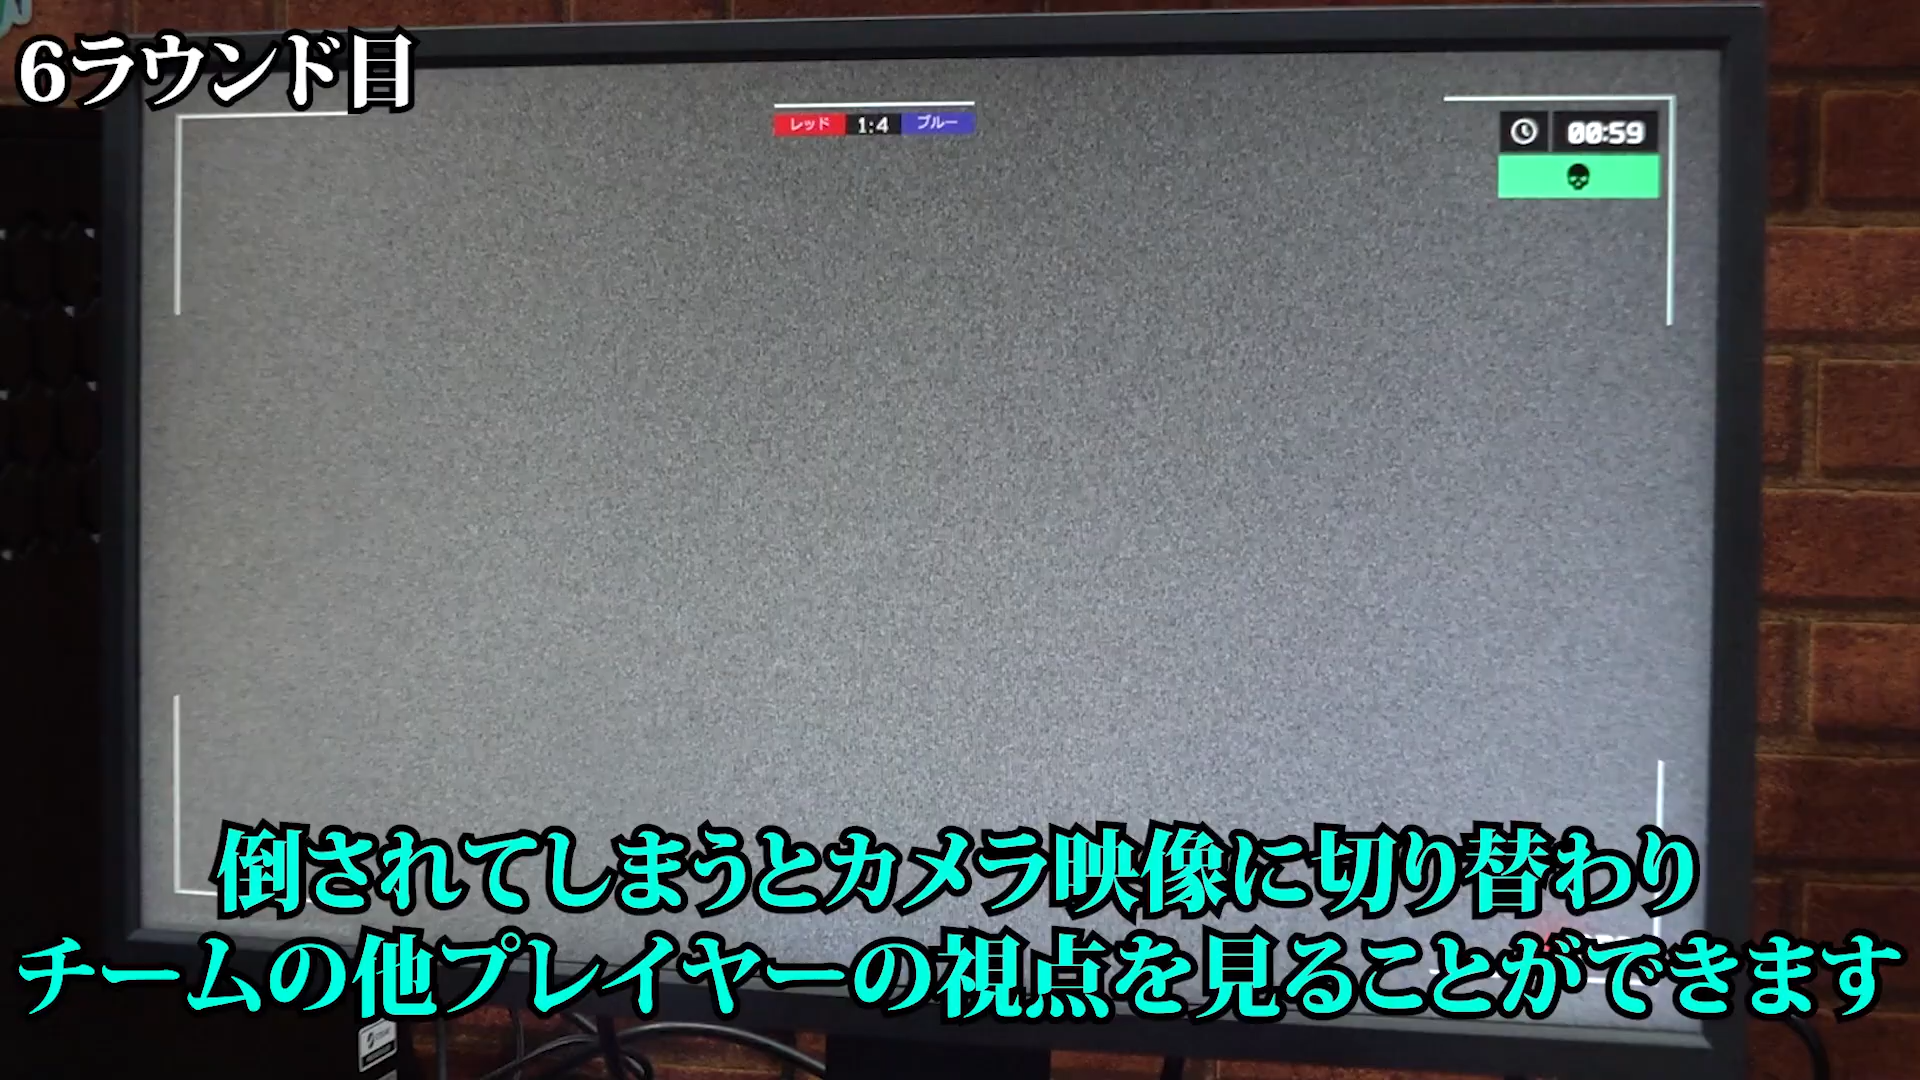 6ラウンド目
レッド 1:4 ブルー
00:59
倒されてしまうとカメラ映像に切り替わり
チームの他プレイヤーの視点を見ることができます